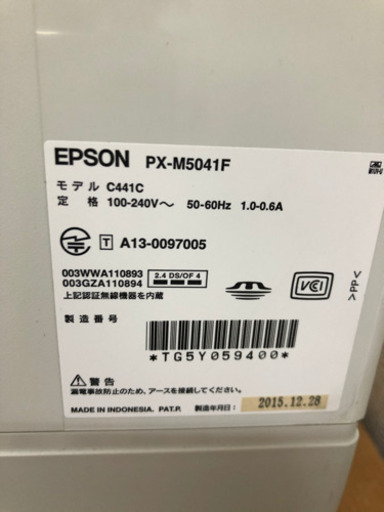 EPSON PX-M5041F
モデル C441C
定 格 100-240V～ 50-60Hz 1.0-0.6A
T A13-0097005
003WWA110893
003GZA110894
2.4 DS/OF 4
上記認証無線機器を内蔵
VCI
>PP<
製造番号
*TG5Y059400*
警告
漏電事故防止のため、アースを接続してください。
MADE IN INDONESIA. PAT.P. 製造年月日: 2015.12.28